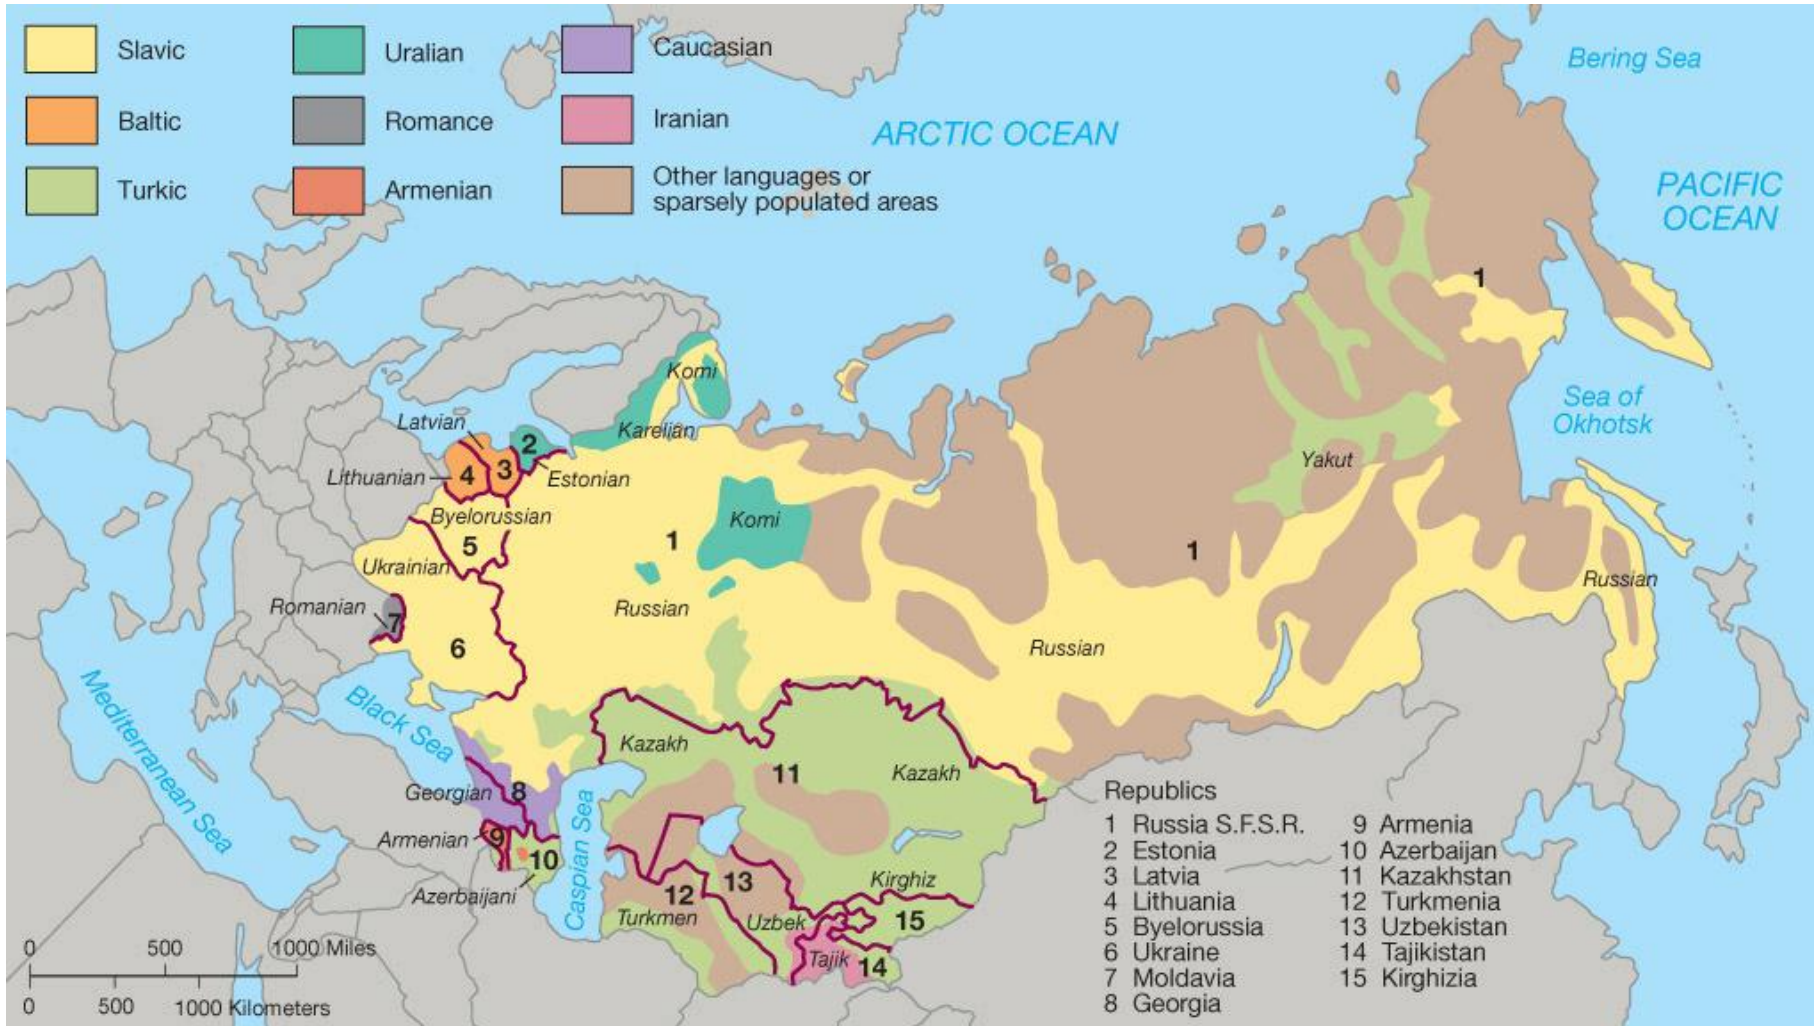 Slavic
Baltic
Turkic
Uralian
Romance
Armenian
Caucasian
Iranian
Other languages or
sparsely populated areas
ARCTIC OCEAN
Bering Sea
PACIFIC
OCEAN
Sea of
Okhotsk
1
Komi
Karelian
Latvian
2
Lithuanian
4
3
Estonian
Yakut
Byelorussian
5
1
Komi
1
Ukrainian
Russian
Romanian
7
Russian
6
Russian
Mediterranean Sea
Black Sea
Kazakh
11
Kazakh
Georgian
8
Caspian Sea
Armenian
9
10
Azerbaijani
Kirghiz
12
13
Turkmen
Uzbek
15
Tajik
14
0 500 1000 Miles
0 500 1000 Kilometers
Republics
1 Russia S.F.S.R.
2 Estonia
3 Latvia
4 Lithuania
5 Byelorussia
6 Ukraine
7 Moldavia
8 Georgia
9 Armenia
10 Azerbaijan
11 Kazakhstan
12 Turkmenia
13 Uzbekistan
14 Tajikistan
15 Kirghizia